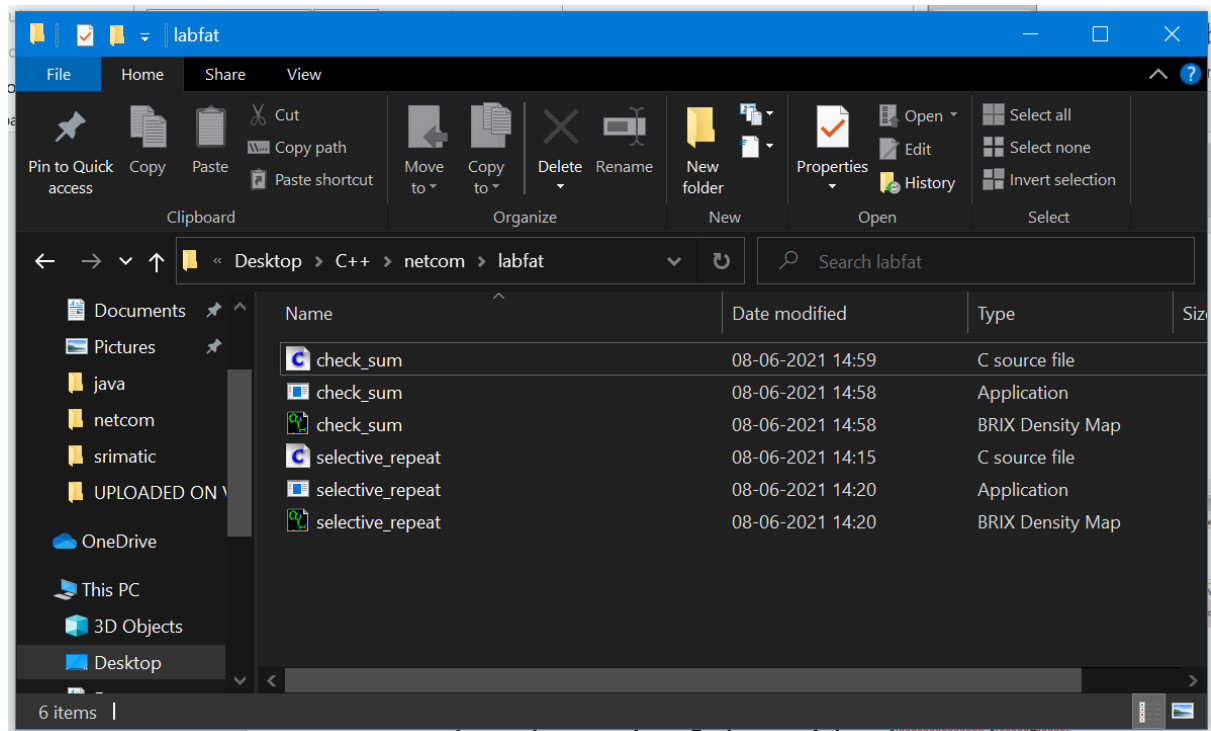 labfat
File Home Share View
Pin to Quick access
Copy
Paste
Cut
Copy path
Paste shortcut
Clipboard
Move to
Copy to
Delete
Rename
Organize
New folder
New
Properties
Open
Edit
History
Open
Select all
Select none
Invert selection
Select
« Desktop > C++ > netcom > labfat
Search labfat
Documents
Pictures
java
netcom
srimatic
UPLOADED ON
OneDrive
This PC
3D Objects
Desktop
Name Date modified Type
check_sum 08-06-2021 14:59 C source file
check_sum 08-06-2021 14:58 Application
check_sum 08-06-2021 14:58 BRIX Density Map
selective_repeat 08-06-2021 14:15 C source file
selective_repeat 08-06-2021 14:20 Application
selective_repeat 08-06-2021 14:20 BRIX Density Map
6 items